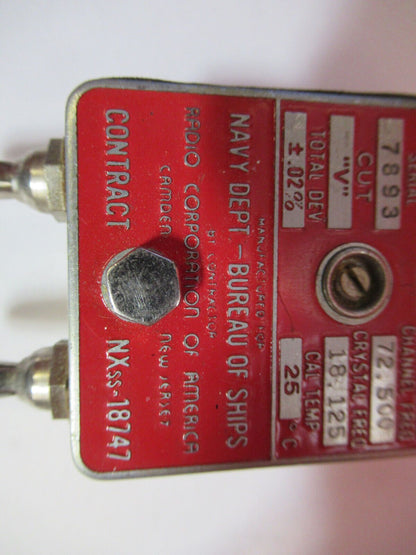 CHANNEL FREQ
7893 72.500
CUT CRYSTAL FREQ
"V" 18.125
TOTAL DEV CAL TEMP
±.02% 25 °C
MANUFACTURED FOR
NAVY DEPT - BUREAU OF SHIPS
BY CONTRACTOR
RADIO CORPORATION OF AMERICA
CAMDEN NEW JERSEY
CONTRACT NXss-18747